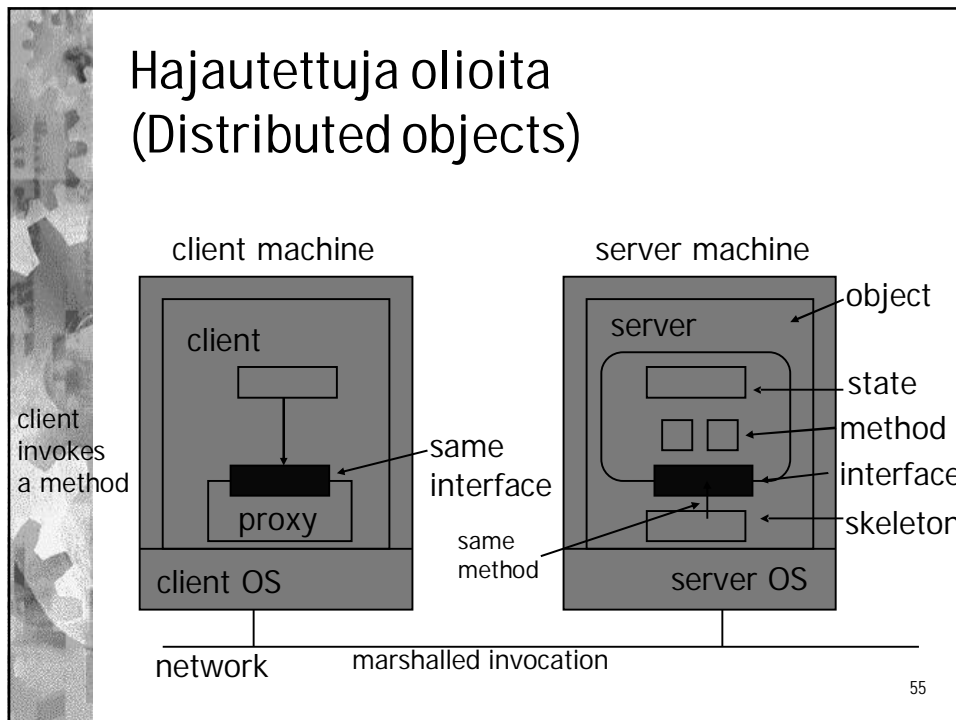 Hajautettuja olioita
(Distributed objects)
client machine
server machine
object
client
server
state
client
invokes
a method
method
same
interface
interface
proxy
skeleton
same
method
client OS
server OS
network
marshalled invocation
55